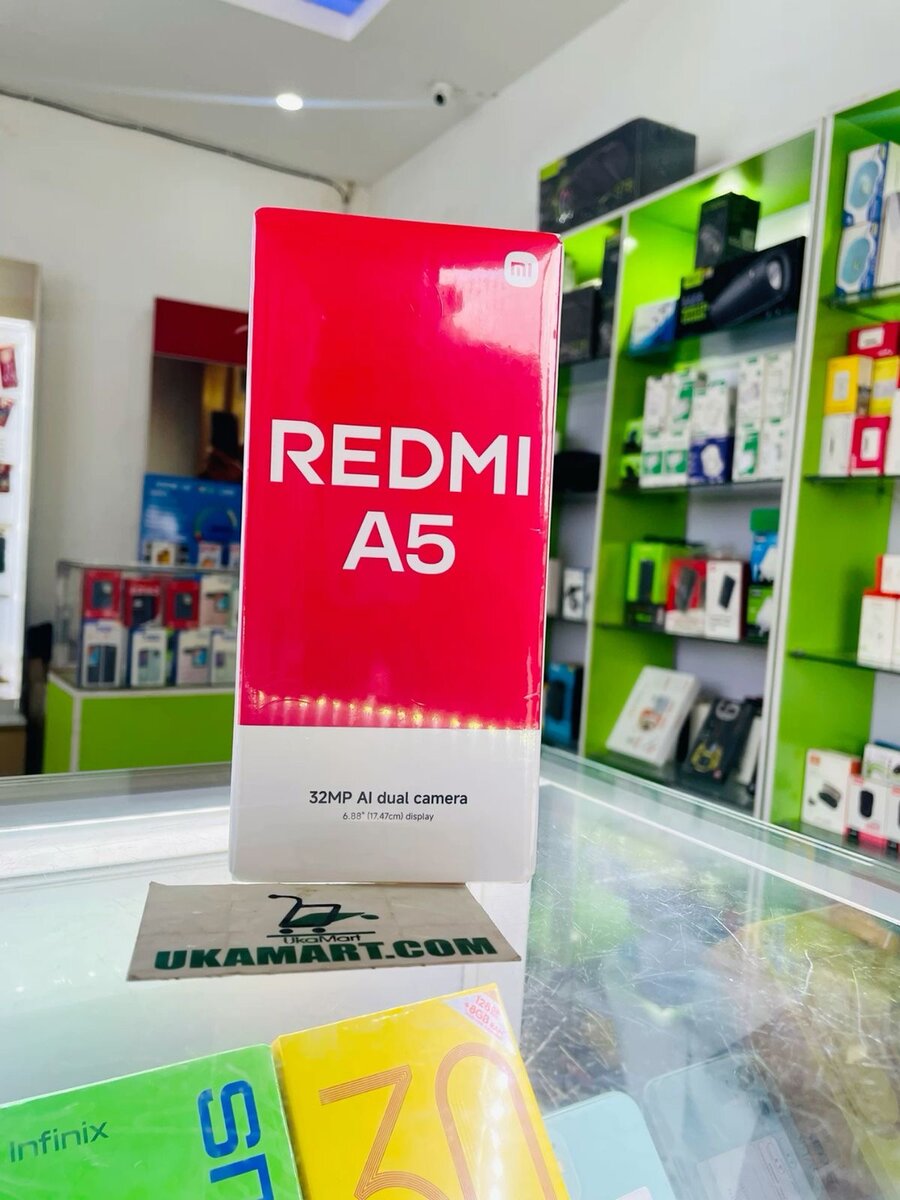 mi
REDMI
A5
32MP AI dual camera
6.88" (17.47cm) display
UkaMart
UKAMART.COM
Infinix
30